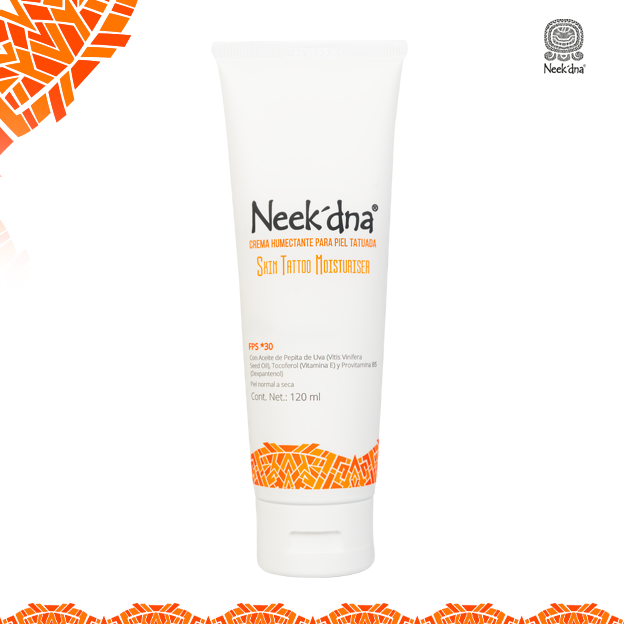 Neek´dna®
Neek´dna®
CREMA HUMECTANTE PARA PIEL TATUADA
Skin Tattoo Moisturiser
FPS *30
Con Aceite de Pepita de Uva (Vitis Vinifera
Seed Oil), Tocoferol (Vitamina E) y Provitamina B5
(Dexpantenol)
Piel normal a seca
Cont. Net.: 120 ml